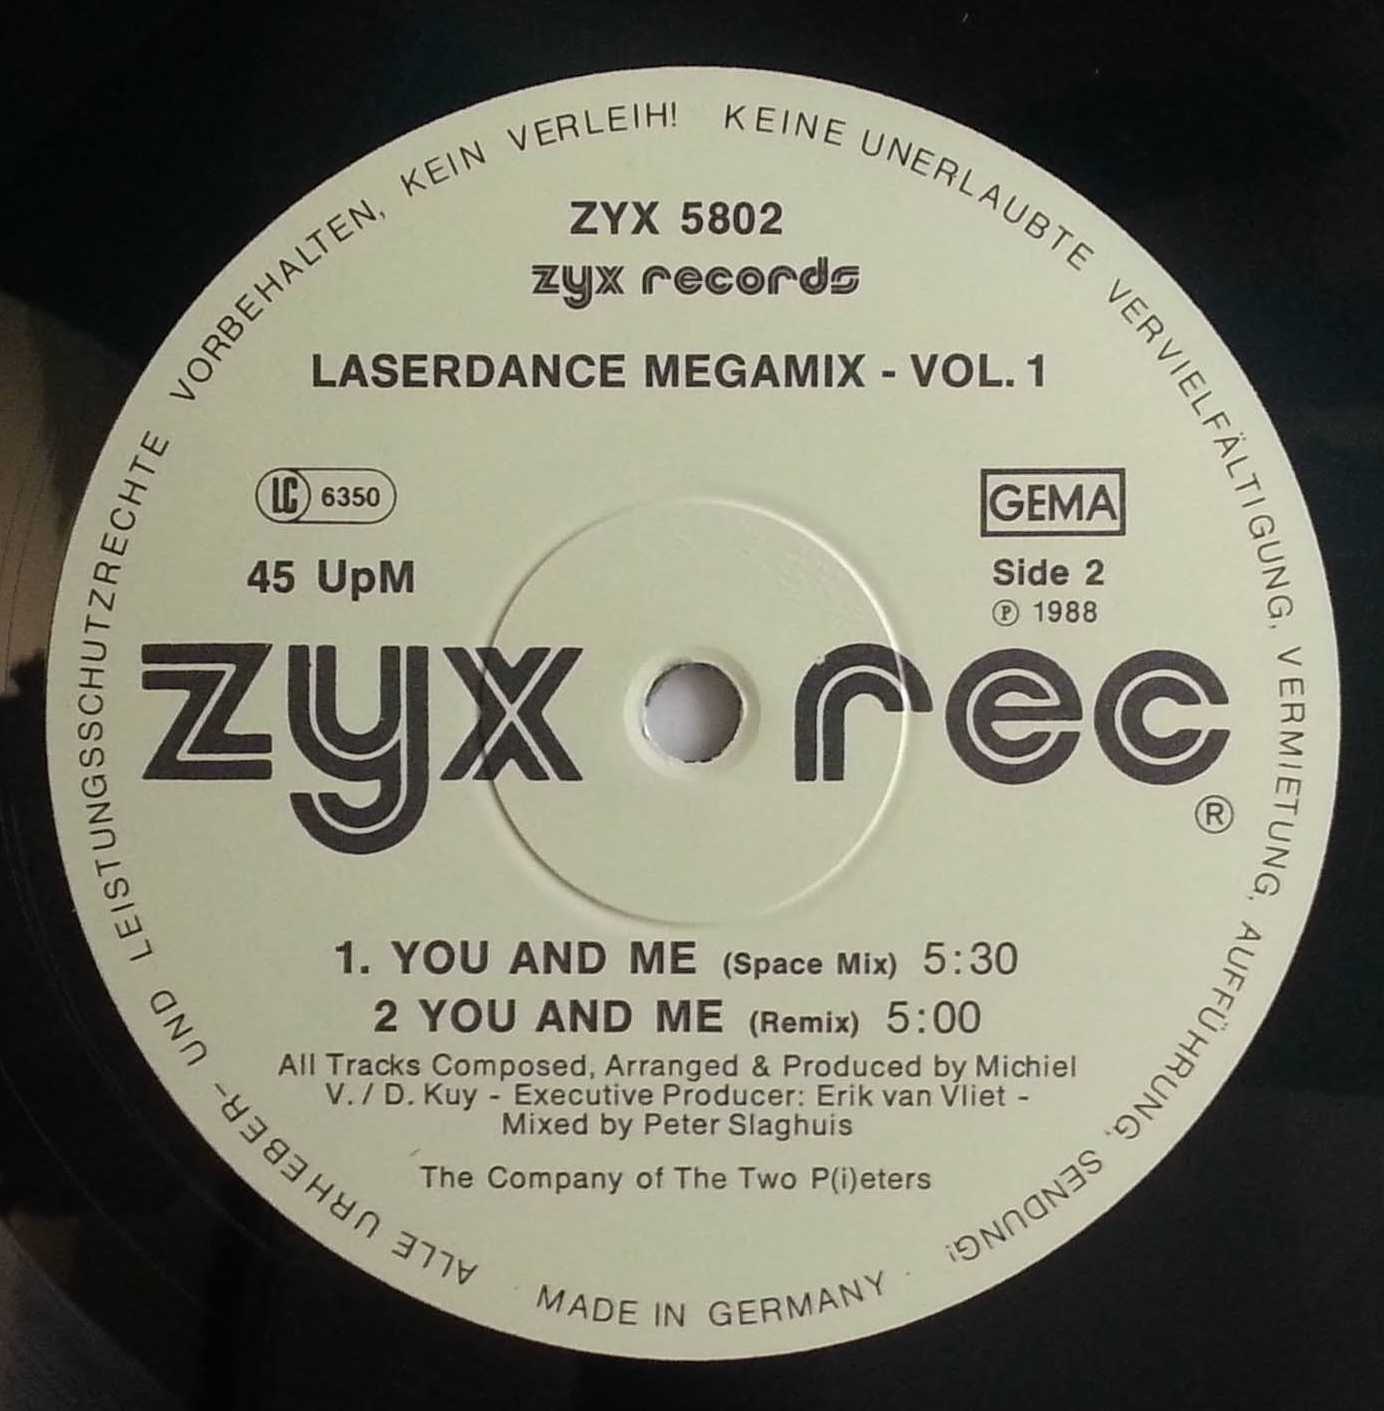 ALLE URHEBER- UND LEISTUNGSSCHUTZRECHTE VORBEHALTEN, KEIN VERLEIH! KEINE UNERLAUBTE VERVIELFÄLTIGUNG, VERMIETUNG, AUFFÜHRUNG, SENDUNG!
ZYX 5802
zyx records
LASERDANCE MEGAMIX - VOL. 1
LC 6350
GEMA
45 UpM
Side 2
℗ 1988
zyx rec
®
1. YOU AND ME (Space Mix) 5:30
2 YOU AND ME (Remix) 5:00
All Tracks Composed, Arranged & Produced by Michiel
V. / D. Kuy - Executive Producer: Erik van Vliet -
Mixed by Peter Slaghuis
The Company of The Two P(i)eters
· MADE IN GERMANY ·